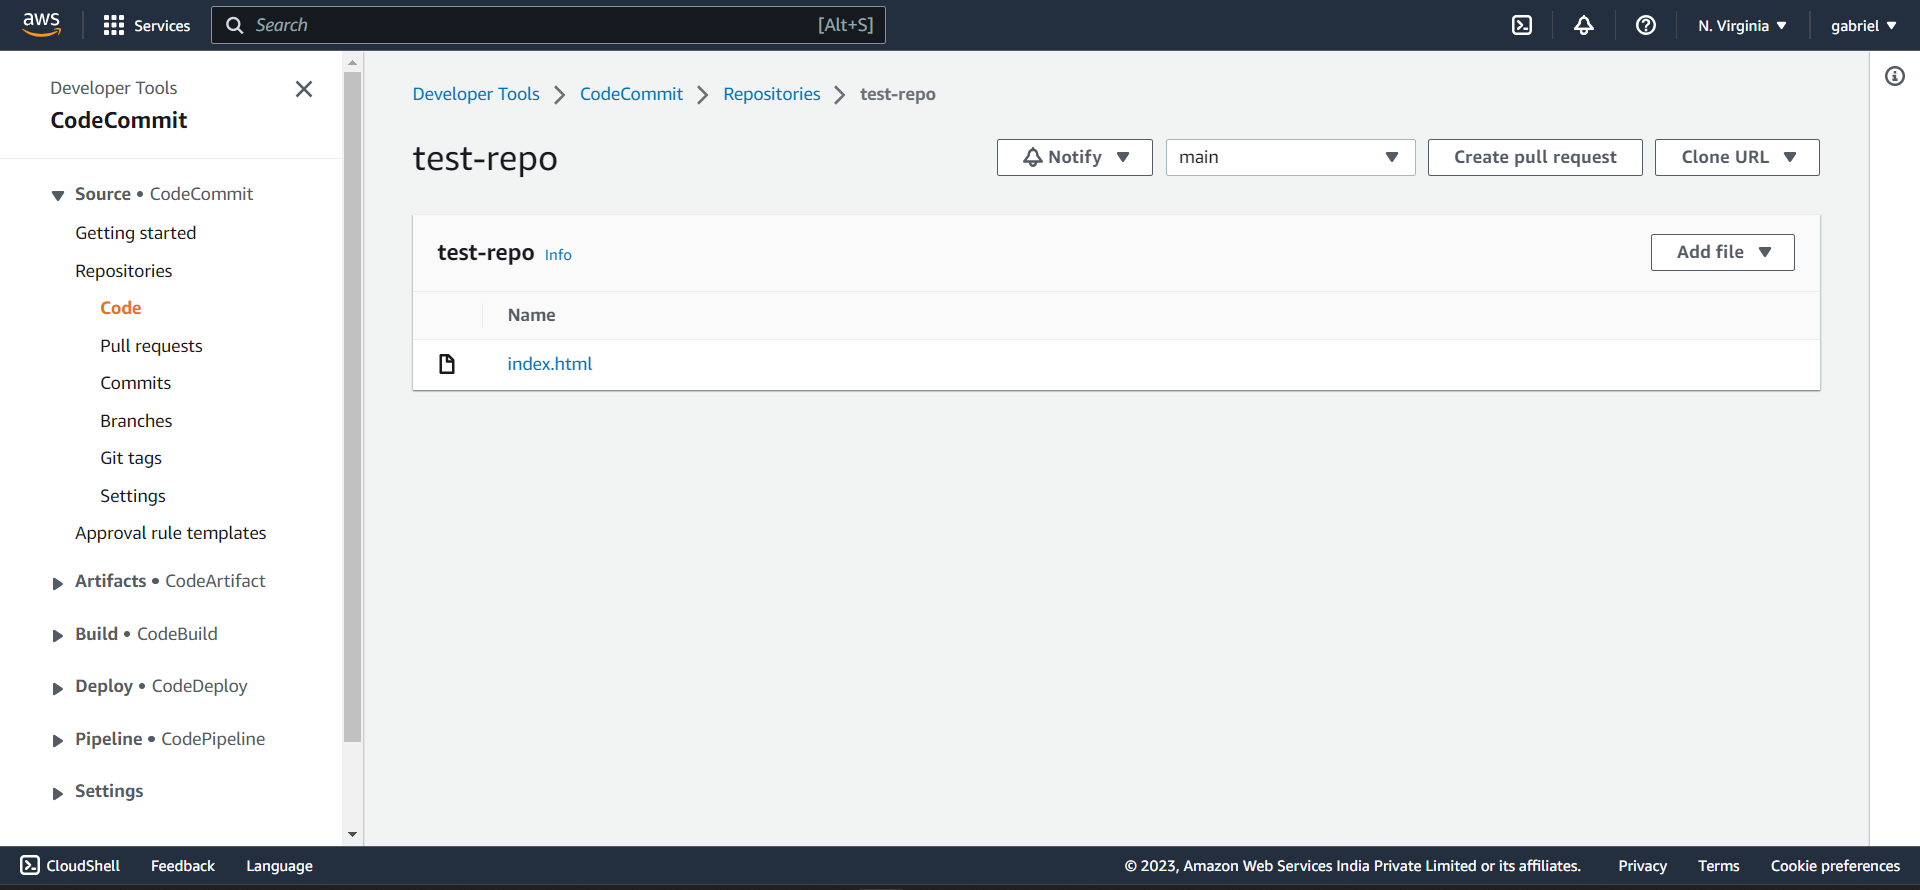 aws Services Search [Alt+S] N. Virginia gabriel
Developer Tools
CodeCommit
Source • CodeCommit
Getting started
Repositories
Code
Pull requests
Commits
Branches
Git tags
Settings
Approval rule templates
Artifacts • CodeArtifact
Build • CodeBuild
Deploy • CodeDeploy
Pipeline • CodePipeline
Settings
Developer Tools CodeCommit Repositories test-repo
test-repo Notify main Create pull request Clone URL
test-repo Info Add file
Name
index.html
CloudShell Feedback Language © 2023, Amazon Web Services India Private Limited or its affiliates. Privacy Terms Cookie preferences